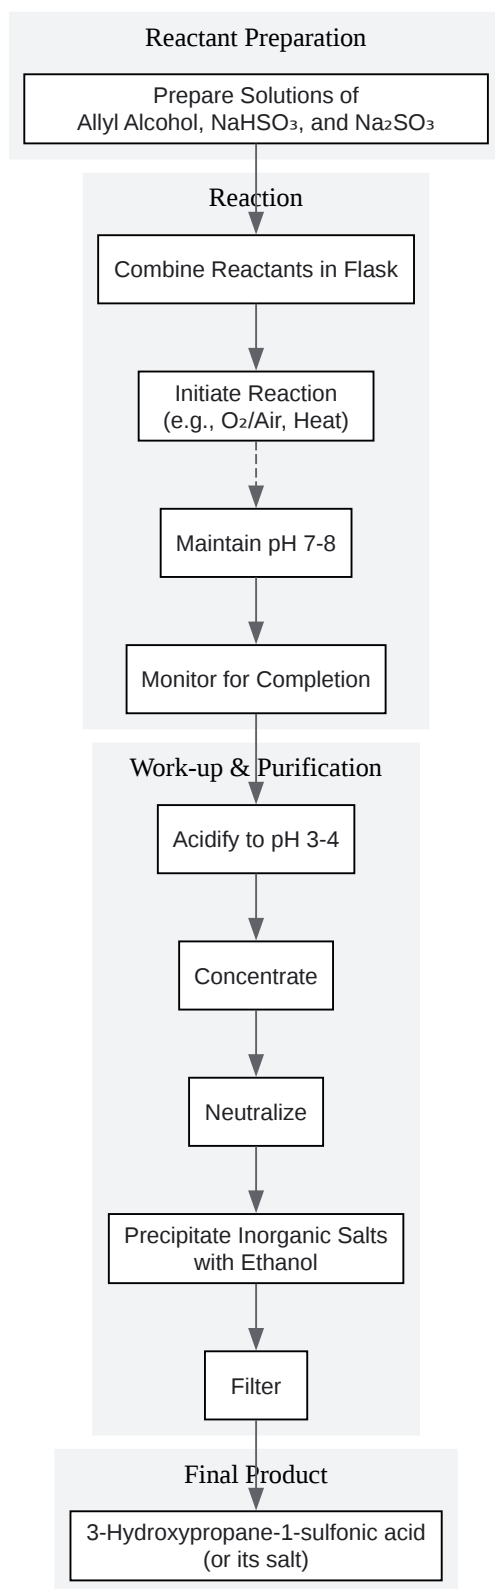 Reactant Preparation
Prepare Solutions of
Allyl Alcohol, NaHSO₃, and Na₂SO₃
Reaction
Combine Reactants in Flask
Initiate Reaction
(e.g., O₂/Air, Heat)
Maintain pH 7-8
Monitor for Completion
Work-up & Purification
Acidify to pH 3-4
Concentrate
Neutralize
Precipitate Inorganic Salts
with Ethanol
Filter
Final Product
3-Hydroxypropane-1-sulfonic acid
(or its salt)